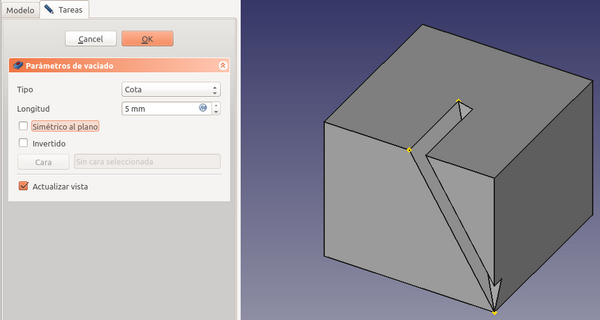 Modelo
Tareas
Cancel
OK
Parámetros de vaciado
Tipo
Cota
Longitud
5 mm
Simétrico al plano
Invertido
Cara
Sin cara seleccionada
Actualizar vista